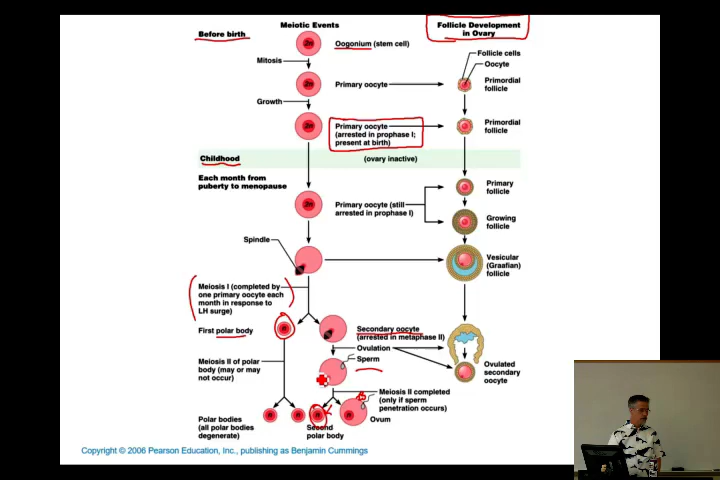 Meiotic Events
Follicle Development
in Ovary
Before birth
Oogonium (stem cell)
Follicle cells
Oocyte
Mitosis
2n
Primary oocyte
Primordial
follicle
2n
Growth
Primary oocyte
(arrested in prophase I;
present at birth)
Primordial
follicle
2n
Childhood
(ovary inactive)
Each month from
puberty to menopause
Primary
follicle
Primary oocyte (still
arrested in prophase I)
2n
Growing
follicle
Spindle
Vesicular
(Graafian)
follicle
Meiosis I (completed by
one primary oocyte each
month in response to
LH surge)
First polar body
n
Secondary oocyte
(arrested in metaphase II)
Ovulation
Sperm
Meiosis II of polar
body (may or may
not occur)
Ovulated
secondary
oocyte
Meiosis II completed
(only if sperm
penetration occurs)
n
n
n
n
Polar bodies
(all polar bodies
degenerate)
Second
polar body
Ovum
Copyright © 2006 Pearson Education, Inc., publishing as Benjamin Cummings